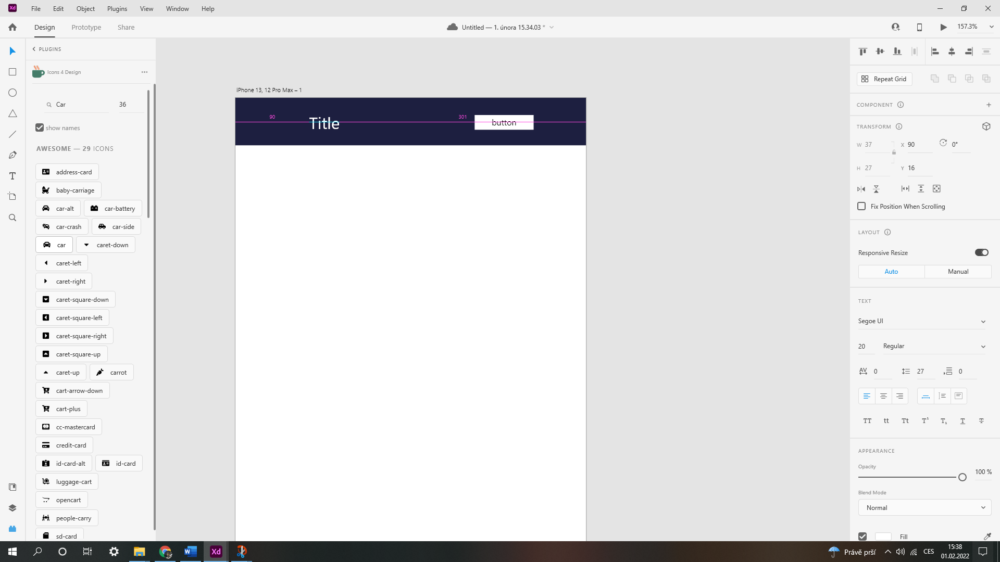 Xd File Edit Object Plugins View Window Help
Design Prototype Share Untitled — 1. února 15.34.03 * 157.3%
PLUGINS
Icons 4 Design
Car 36
show names
AWESOME — 29 ICONS
address-card
baby-carriage
car-alt car-battery
car-crash car-side
car caret-down
caret-left
caret-right
caret-square-down
caret-square-left
caret-square-right
caret-square-up
caret-up carrot
cart-arrow-down
cart-plus
cc-mastercard
credit-card
id-card-alt id-card
luggage-cart
opencart
people-carry
sd-card
iPhone 13, 12 Pro Max – 1
90 301
Title button
Repeat Grid
COMPONENT
TRANSFORM
W 37 X 90 0°
H 27 Y 16
Fix Position When Scrolling
LAYOUT
Responsive Resize
Auto Manual
TEXT
Segoe UI
20 Regular
AV 0 27 0
TT tt Tt T¹ T₁ T T
APPEARANCE
Opacity
100 %
Blend Mode
Normal
Fill
Xd Právě prší CES 15:38
01.02.2022